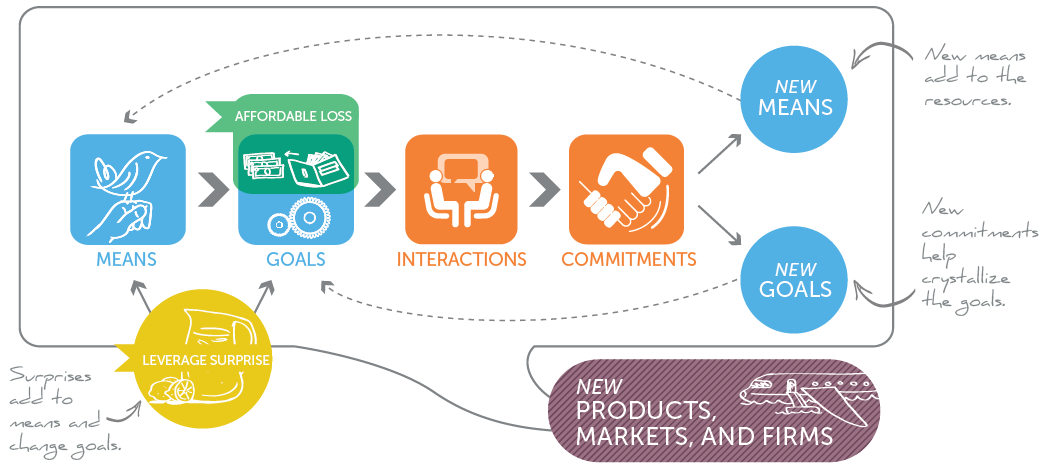 NEW
MEANS
New means
add to the
resources.
AFFORDABLE LOSS
MEANS
GOALS
INTERACTIONS
COMMITMENTS
NEW
GOALS
New
commitments
help
crystallize
the goals.
LEVERAGE SURPRISE
Surprises
add to
means and
change goals.
NEW
PRODUCTS,
MARKETS, AND FIRMS